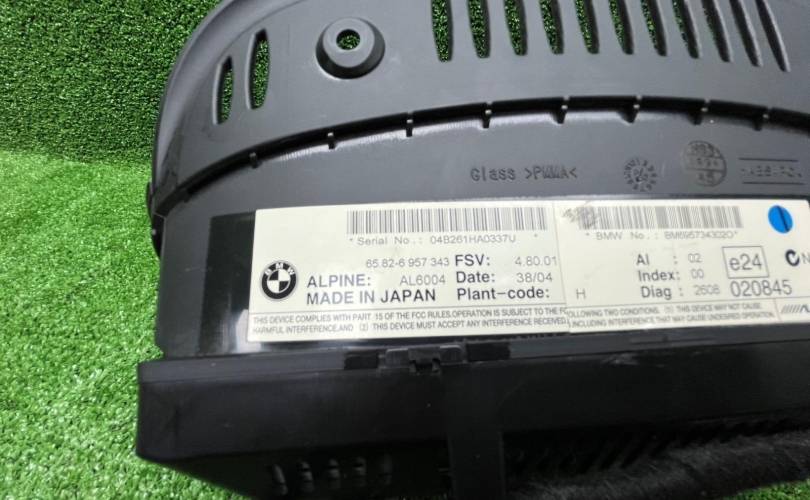 Glass >PMMA<
*Serial No.: 04B261HA0337U *
* BMW No.: BM695734302O*
65.82-6 957 343 FSV: 4.80.01
AI : 02
e24
BMW
ALPINE: AL6004 Date: 38/04
Index: 00
MADE IN JAPAN Plant-code: H
Diag : 2608 020845
THIS DEVICE COMPLIES WITH PART 15 OF THE FCC RULES.OPERATION IS SUBJECT TO THE FOLLOWING TWO CONDITIONS, (1) THIS DEVICE MAY NOT CAUSE
HARMFUL INTERFERENCE,AND (2) THIS DEVICE MUST ACCEPT ANY INTERFERENCE RECEIVED,INCLUDING INTERFERENCE THAT MAY CAUSE UNDESIRED OPERATION.